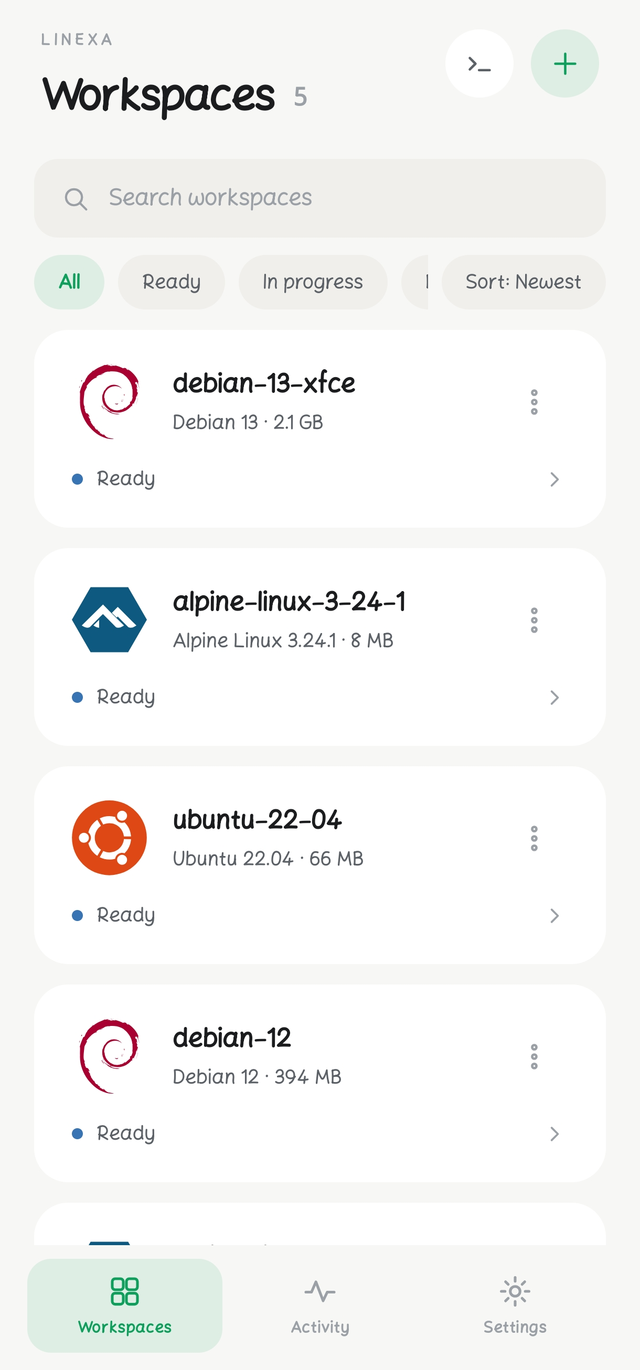 LINEXA
Workspaces 5
Search workspaces
All Ready In progress Sort: Newest
debian-13-xfce
Debian 13 · 2.1 GB
Ready
alpine-linux-3-24-1
Alpine Linux 3.24.1 · 8 MB
Ready
ubuntu-22-04
Ubuntu 22.04 · 66 MB
Ready
debian-12
Debian 12 · 394 MB
Ready
Workspaces Activity Settings